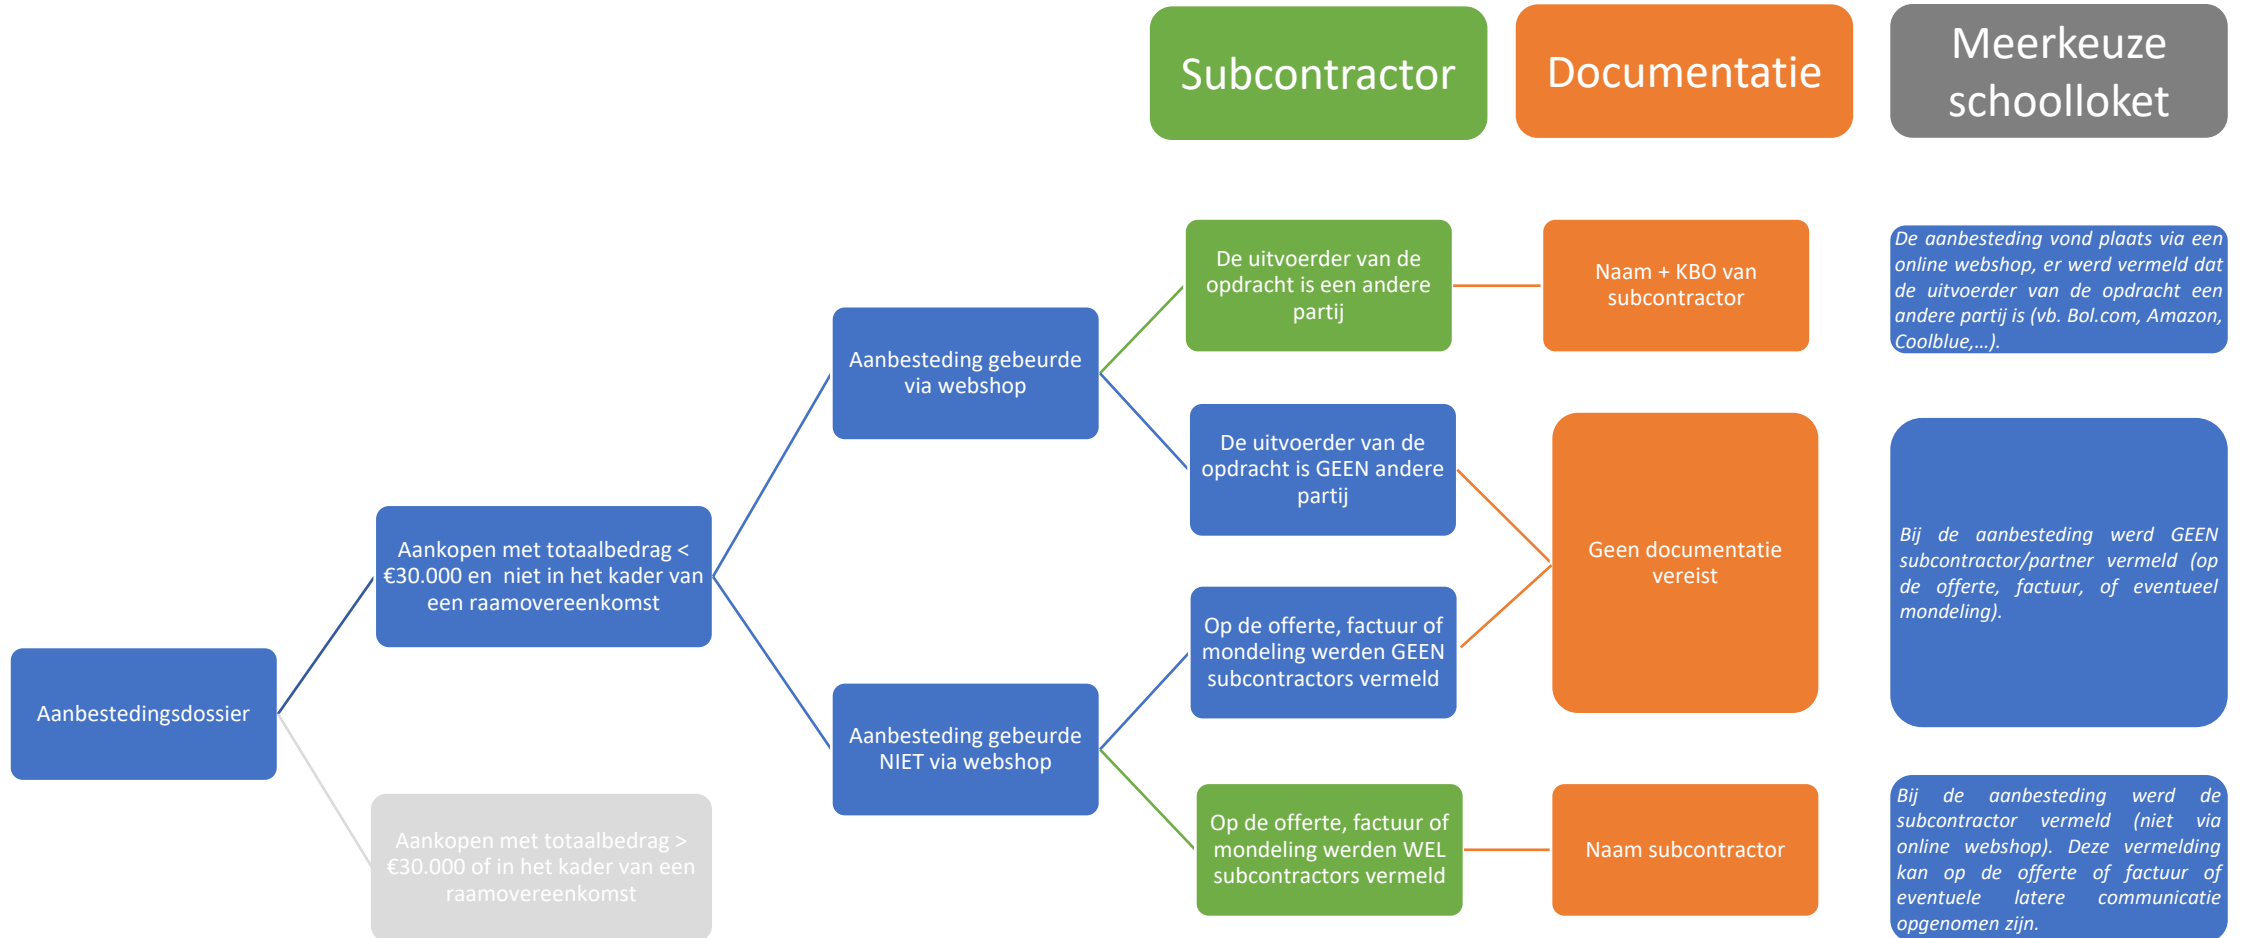 Subcontractor
Documentatie
Meerkeuze
schoolloket
De uitvoerder van de
opdracht is een andere
partij
Naam + KBO van
subcontractor
De aanbesteding vond plaats via een
online webshop, er werd vermeld dat
de uitvoerder van de opdracht een
andere partij is (vb. Bol.com, Amazon,
Coolblue,...).
Aanbesteding gebeurde
via webshop
De uitvoerder van de
opdracht is GEEN andere
partij
Aankopen met totaalbedrag <
€30.000 en niet in het kader van
een raamovereenkomst
Geen documentatie
vereist
Bij de aanbesteding werd GEEN
subcontractor/partner vermeld (op
de offerte, factuur, of eventueel
mondeling).
Op de offerte, factuur of
mondeling werden GEEN
subcontractors vermeld
Aanbestedingsdossier
Aanbesteding gebeurde
NIET via webshop
Aankopen met totaalbedrag >
€30.000 of in het kader van een
raamovereenkomst
Op de offerte, factuur of
mondeling werden WEL
subcontractors vermeld
Naam subcontractor
Bij de aanbesteding werd de
subcontractor vermeld (niet via
online webshop). Deze vermelding
kan op de offerte of factuur of
eventuele latere communicatie
opgenomen zijn.